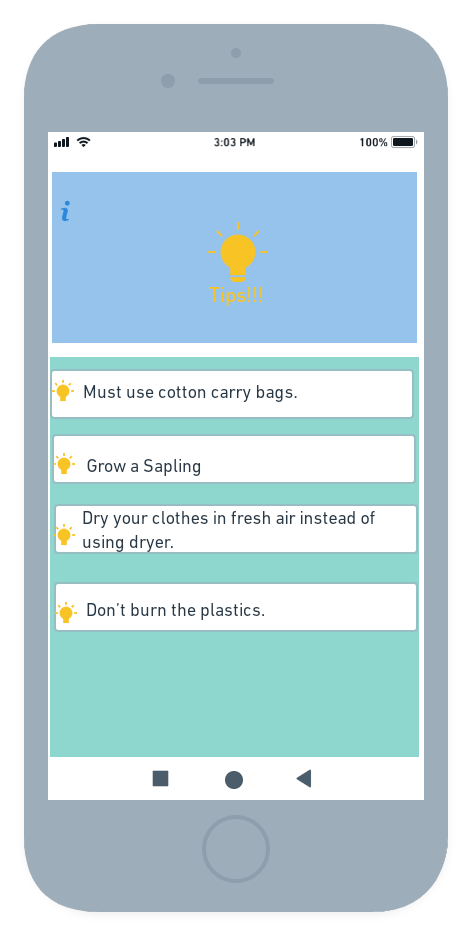 3:03 PM
100%
i
Tips!!!
Must use cotton carry bags.
Grow a Sapling
Dry your clothes in fresh air instead of
using dryer.
Don't burn the plastics.